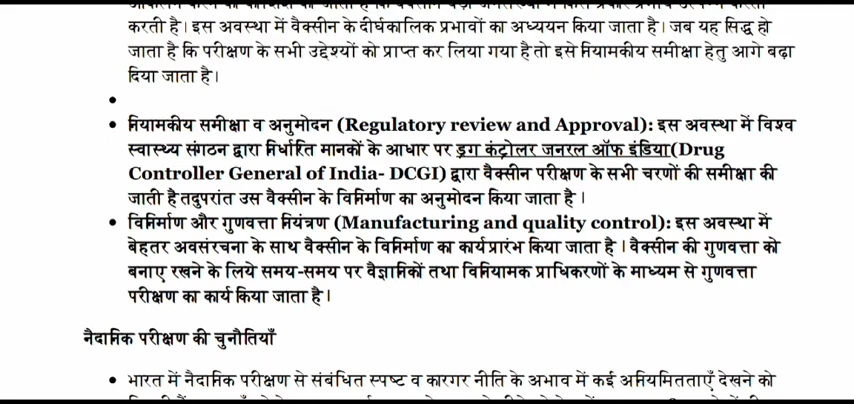 करती है। इस अवस्था में वैक्सीन के दीर्घकालिक प्रभावों का अध्ययन किया जाता है। जब यह सिद्ध हो
जाता है कि परीक्षण के सभी उद्देश्यों को प्राप्त कर लिया गया है तो इसे नियामकीय समीक्षा हेतु आगे बढ़ा
दिया जाता है।
•
• नियामकीय समीक्षा व अनुमोदन (Regulatory review and Approval): इस अवस्था में विश्व
स्वास्थ्य संगठन द्वारा निर्धारित मानकों के आधार पर ड्रग कंट्रोलर जनरल ऑफ इंडिया(Drug
Controller General of India- DCGI) द्वारा वैक्सीन परीक्षण के सभी चरणों की समीक्षा की
जाती है तदुपरांत उस वैक्सीन के विनिर्माण का अनुमोदन किया जाता है।
• विनिर्माण और गुणवत्ता नियंत्रण (Manufacturing and quality control): इस अवस्था में
बेहतर अवसंरचना के साथ वैक्सीन के विनिर्माण का कार्य प्रारंभ किया जाता है। वैक्सीन की गुणवत्ता को
बनाए रखने के लिये समय-समय पर वैज्ञानिकों तथा विनियामक प्राधिकरणों के माध्यम से गुणवत्ता
परीक्षण का कार्य किया जाता है।
नैदानिक परीक्षण की चुनौतियाँ
• भारत में नैदानिक परीक्षण से संबंधित स्पष्ट व कारगर नीति के अभाव में कई अनियमितताएँ देखने को